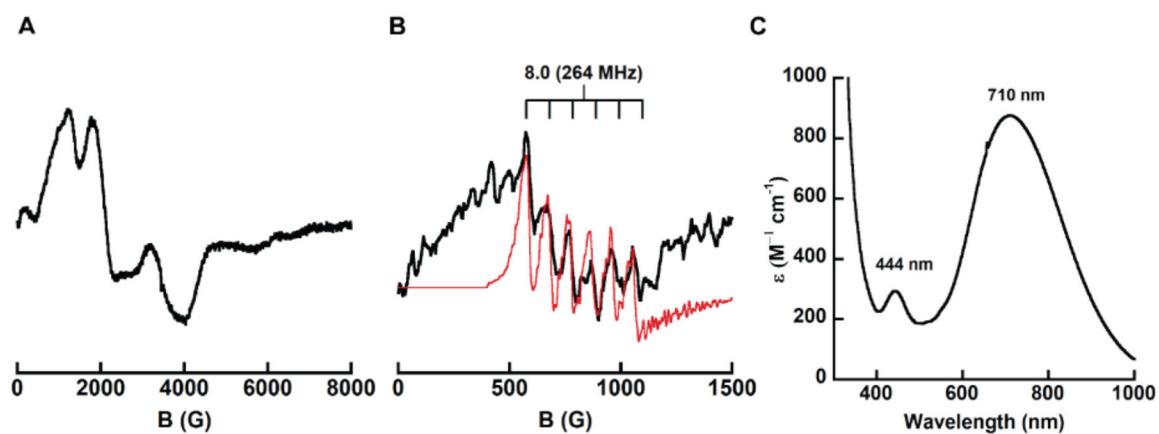 A
B
C
8.0 (264 MHz)
710 nm
444 nm
1000
800
600
400
200
0
ε (M⁻¹ cm⁻¹)
0 2000 4000 6000 8000
B (G)
0 500 1000 1500
B (G)
400 600 800 1000
Wavelength (nm)